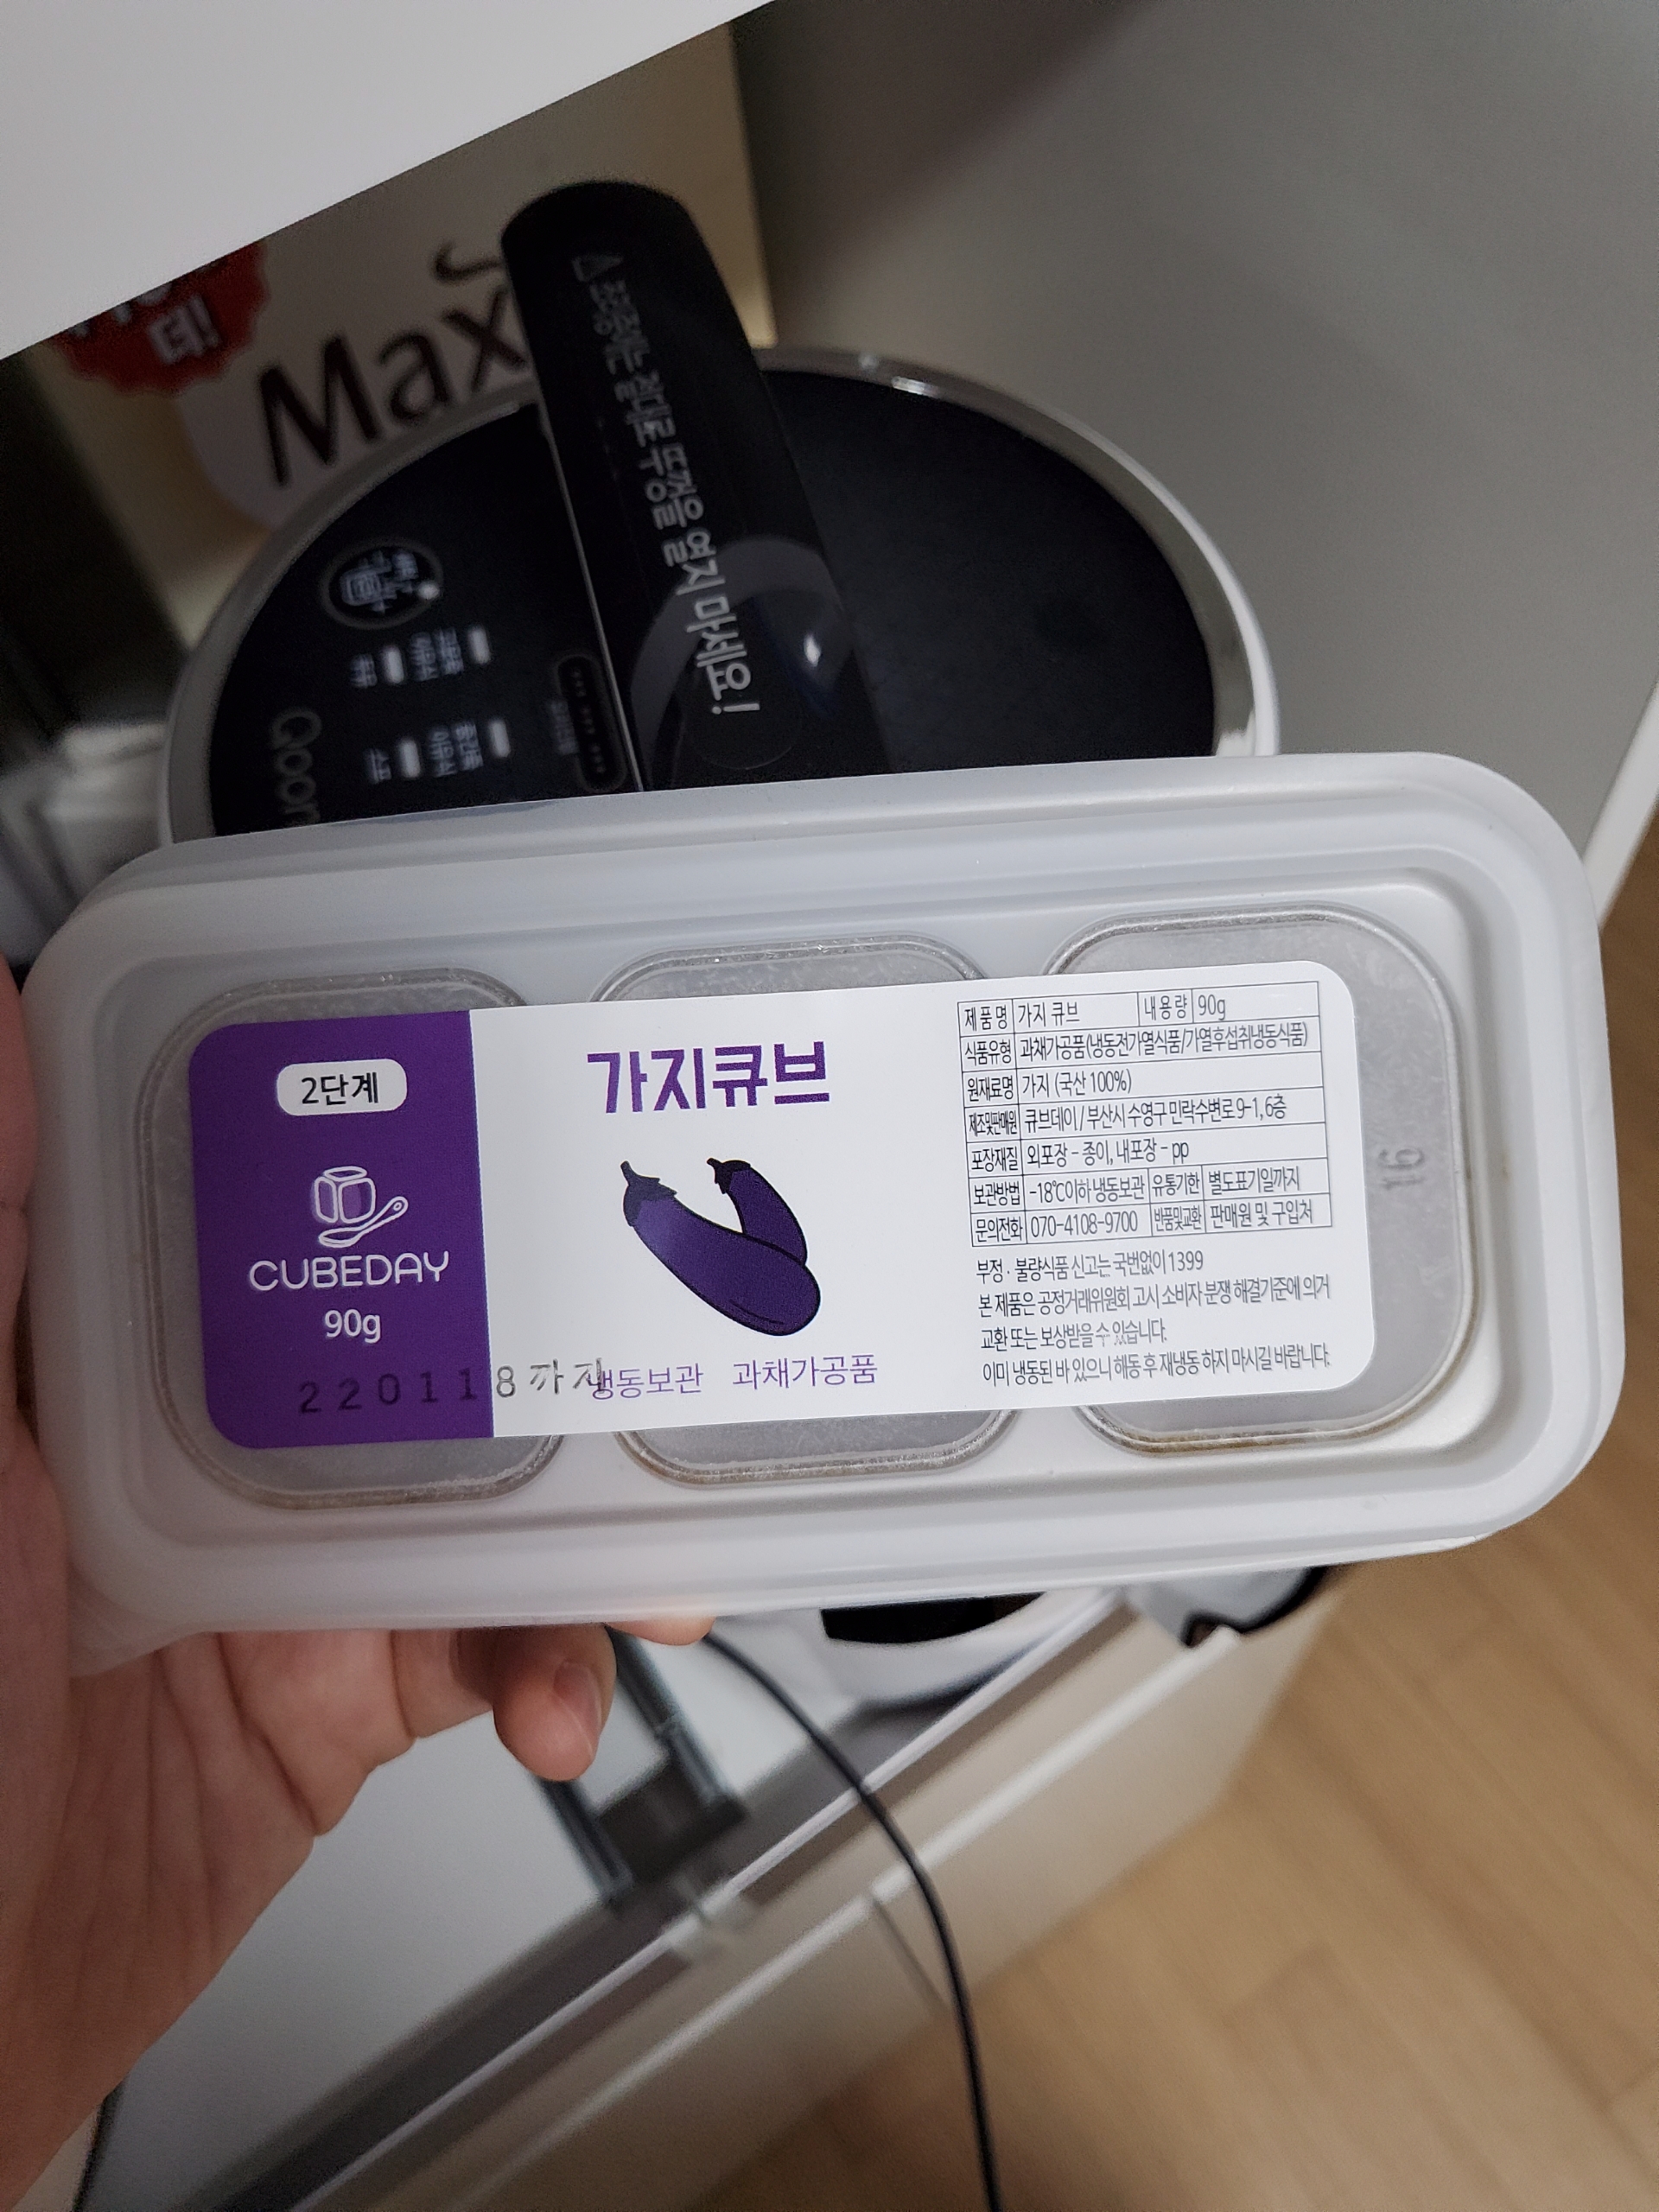 떠!
Max
⚠ 작동중에는 절대로 뚜껑을 열지 마세요!
2단계
CUBEDAY
90g
220118까지
가지큐브
냉동보관 과채가공품
제품명 가지 큐브 내용량 90g
식품유형 과채가공품(냉동전가열식품/가열후섭취냉동식품)
원재료명 가지 (국산 100%)
제조및판매원 큐브데이 / 부산시 수영구 민락수변로 9-1, 6층
포장재질 외포장 - 종이, 내포장 - pp
보관방법 -18℃이하 냉동보관 유통기한 별도표기일까지
문의전화 070-4108-9700 반품및교환 판매원 및 구입처
부정·불량식품 신고는 국번없이 1399
본 제품은 공정거래위원회 고시 소비자 분쟁 해결기준에 의거
교환 또는 보상받을 수 있습니다.
이미 냉동된 바 있으니 해동 후 재냉동 하지 마시길 바랍니다.